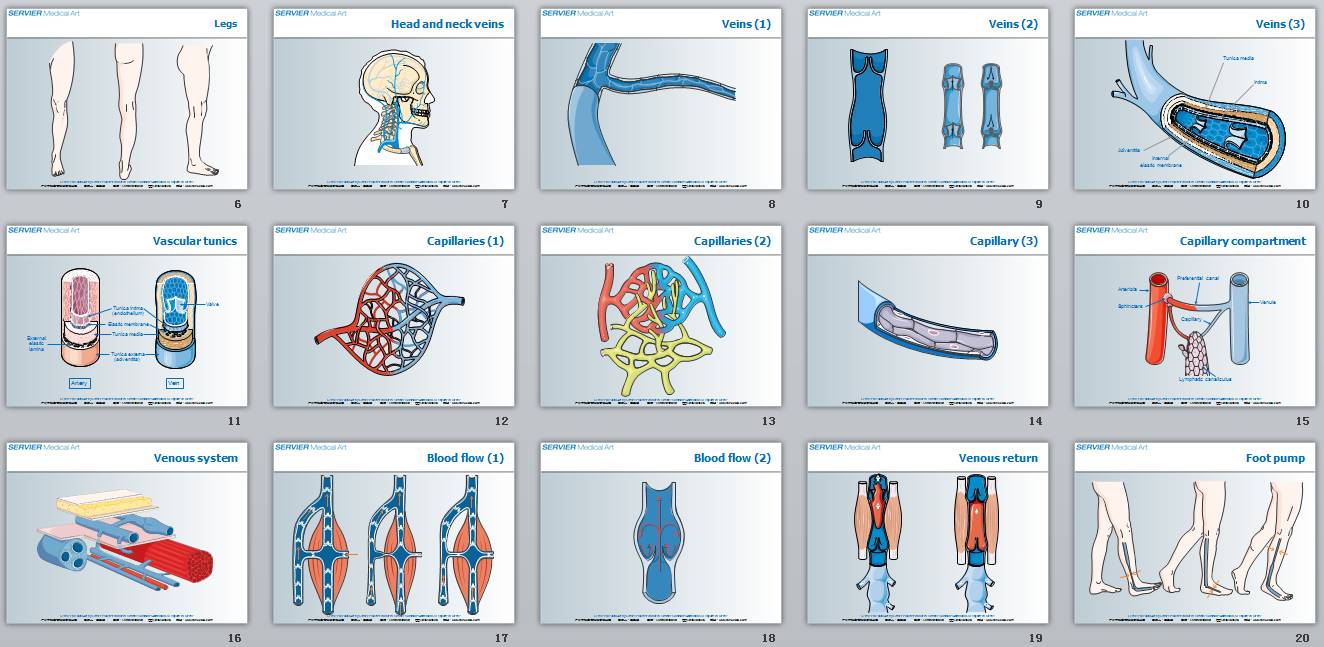 SERVIER Medical Art
Legs
6
SERVIER Medical Art
Head and neck veins
7
SERVIER Medical Art
Veins (1)
8
SERVIER Medical Art
Veins (2)
9
SERVIER Medical Art
Veins (3)
Tunica media
Intima
Adventitia
Internal
elastic membrane
10
SERVIER Medical Art
Vascular tunics
Tunica intima
(endothelium)
Valve
Elastic membrane
External
elastic
lamina
Tunica media
Tunica externa
(adventitia)
Artery
Vein
11
SERVIER Medical Art
Capillaries (1)
12
SERVIER Medical Art
Capillaries (2)
13
SERVIER Medical Art
Capillary (3)
14
SERVIER Medical Art
Capillary compartment
Preferential canal
Arteriole
Sphinctere
Venule
Capillary
Lymphatic canaliculus
15
SERVIER Medical Art
Venous system
16
SERVIER Medical Art
Blood flow (1)
17
SERVIER Medical Art
Blood flow (2)
18
SERVIER Medical Art
Venous return
19
SERVIER Medical Art
Foot pump
20